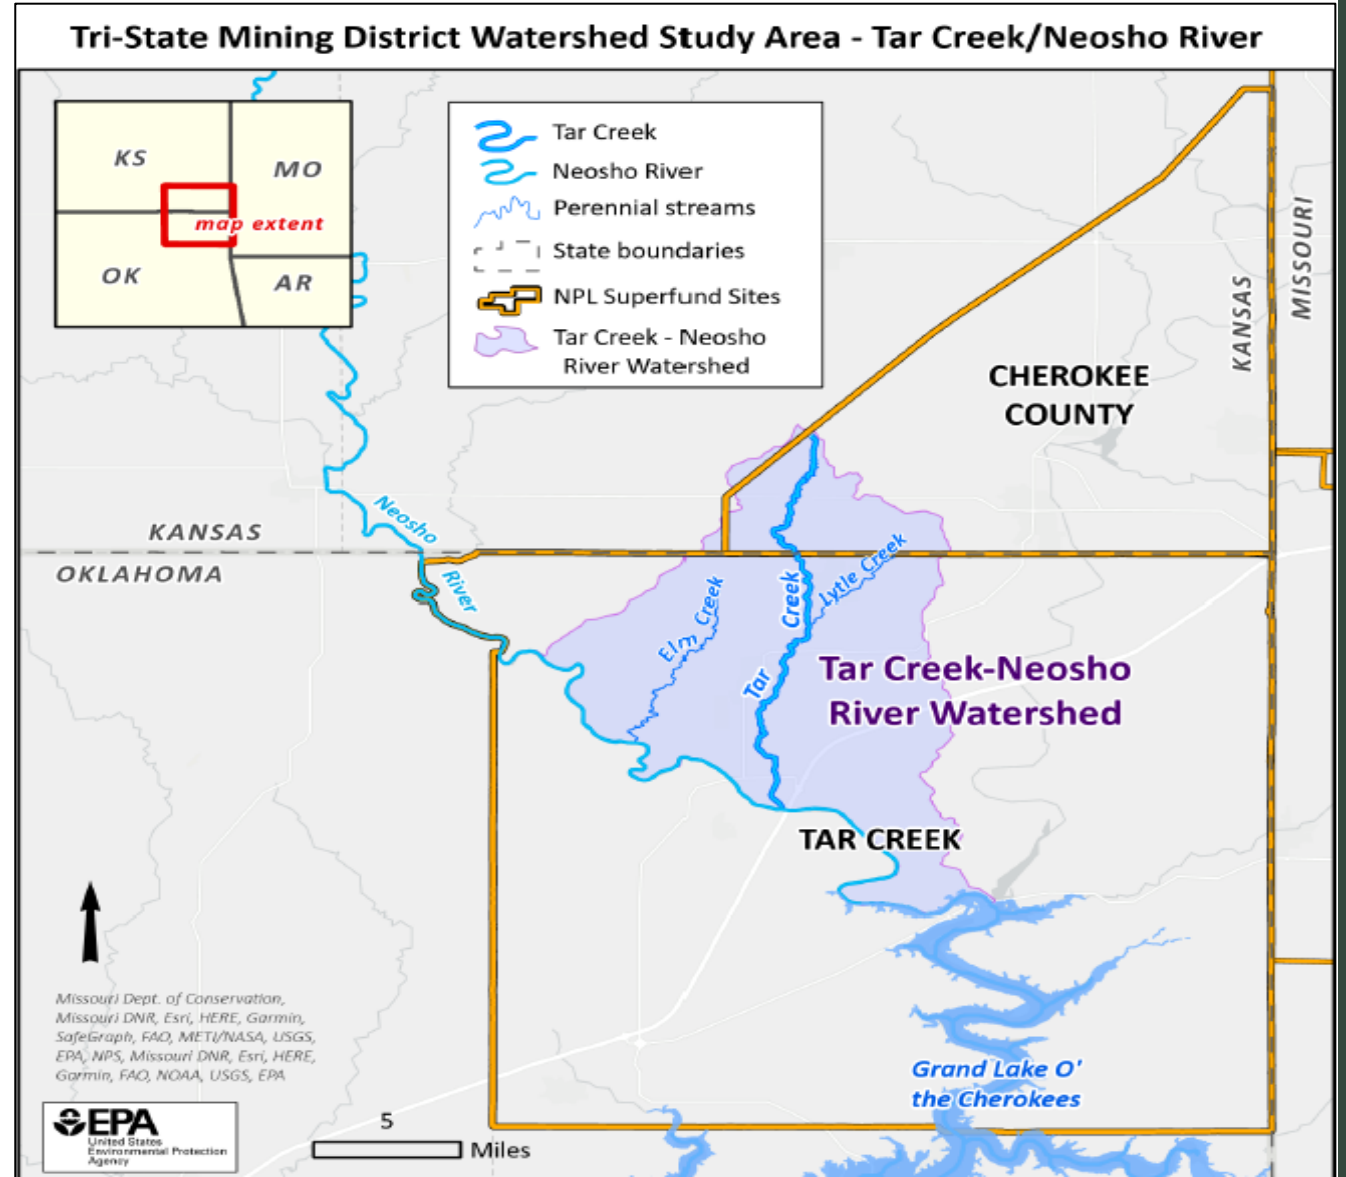 Tri-State Mining District Watershed Study Area - Tar Creek/Neosho River
KS
MO
map extent
OK
AR
Tar Creek
Neosho River
Perennial streams
State boundaries
NPL Superfund Sites
Tar Creek - Neosho
River Watershed
KANSAS
MISSOURI
CHEROKEE
COUNTY
Neosho
River
KANSAS
OKLAHOMA
Elm Creek
Tar
Creek
Lytle Creek
Tar Creek-Neosho
River Watershed
TAR CREEK
Grand Lake O'
the Cherokees
Missouri Dept. of Conservation,
Missouri DNR, Esri, HERE, Garmin,
SafeGraph, FAO, METI/NASA, USGS,
EPA, NPS, Missouri DNR, Esri, HERE,
Garmin, FAO, NOAA, USGS, EPA
EPA
United States
Environmental Protection
Agency
5
Miles